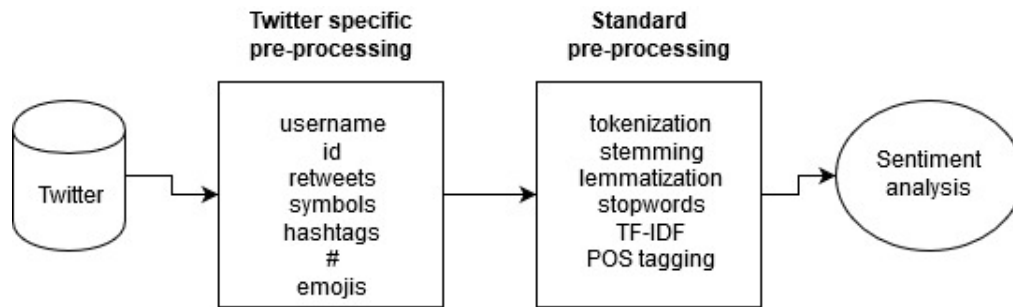 Twitter specific
pre-processing
Standard
pre-processing
Twitter
username
id
retweets
symbols
hashtags
#
emojis
tokenization
stemming
lemmatization
stopwords
TF-IDF
POS tagging
Sentiment
analysis